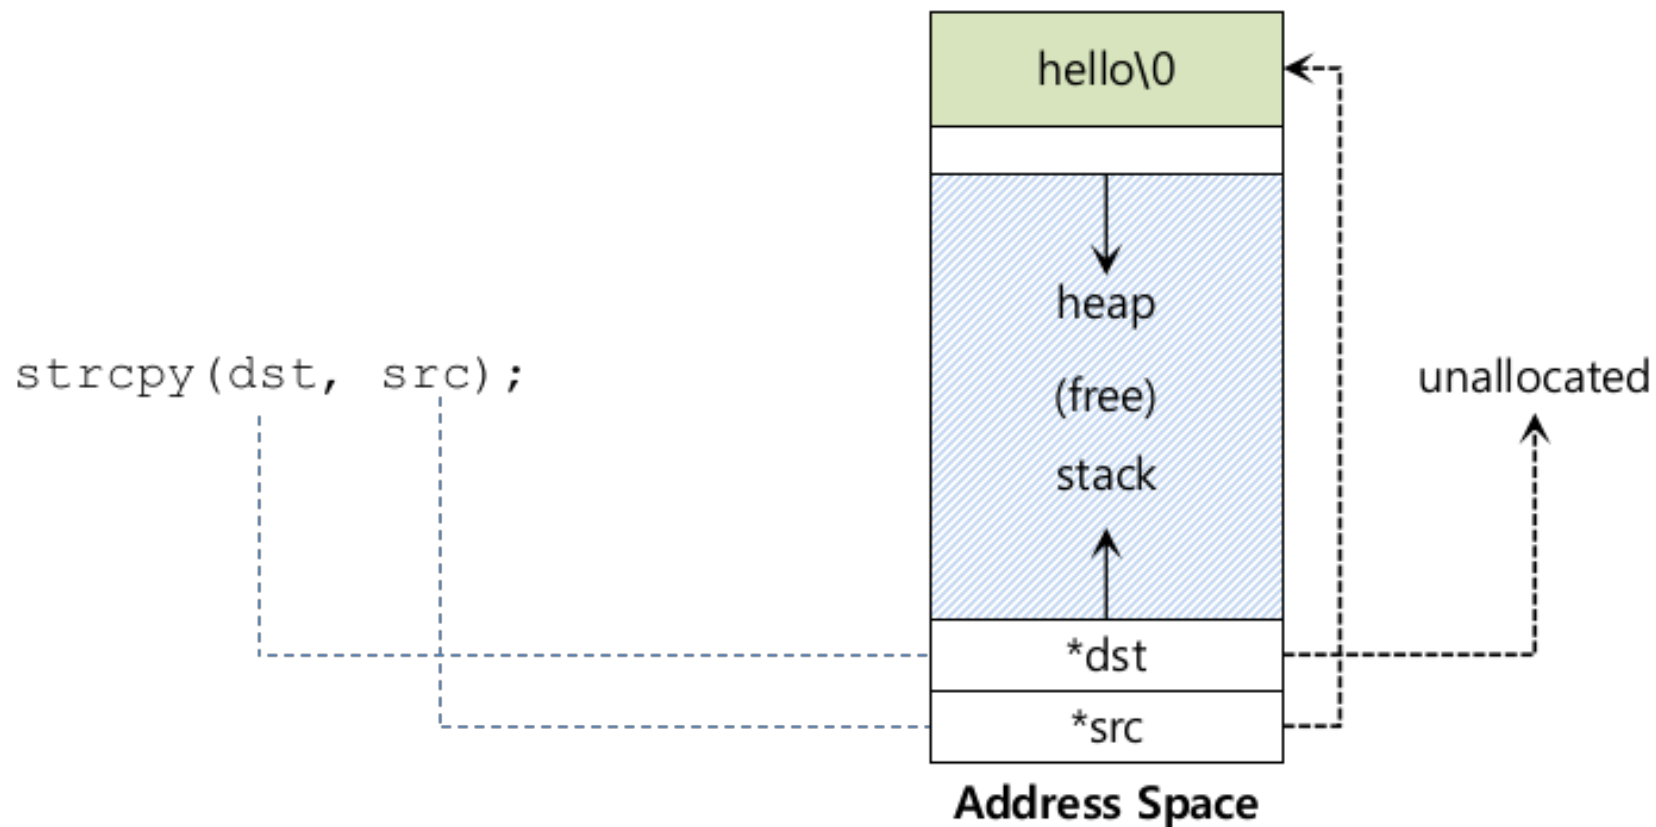 hello\0
heap
(free)
stack
strcpy(dst, src);
unallocated
*dst
*src
Address Space